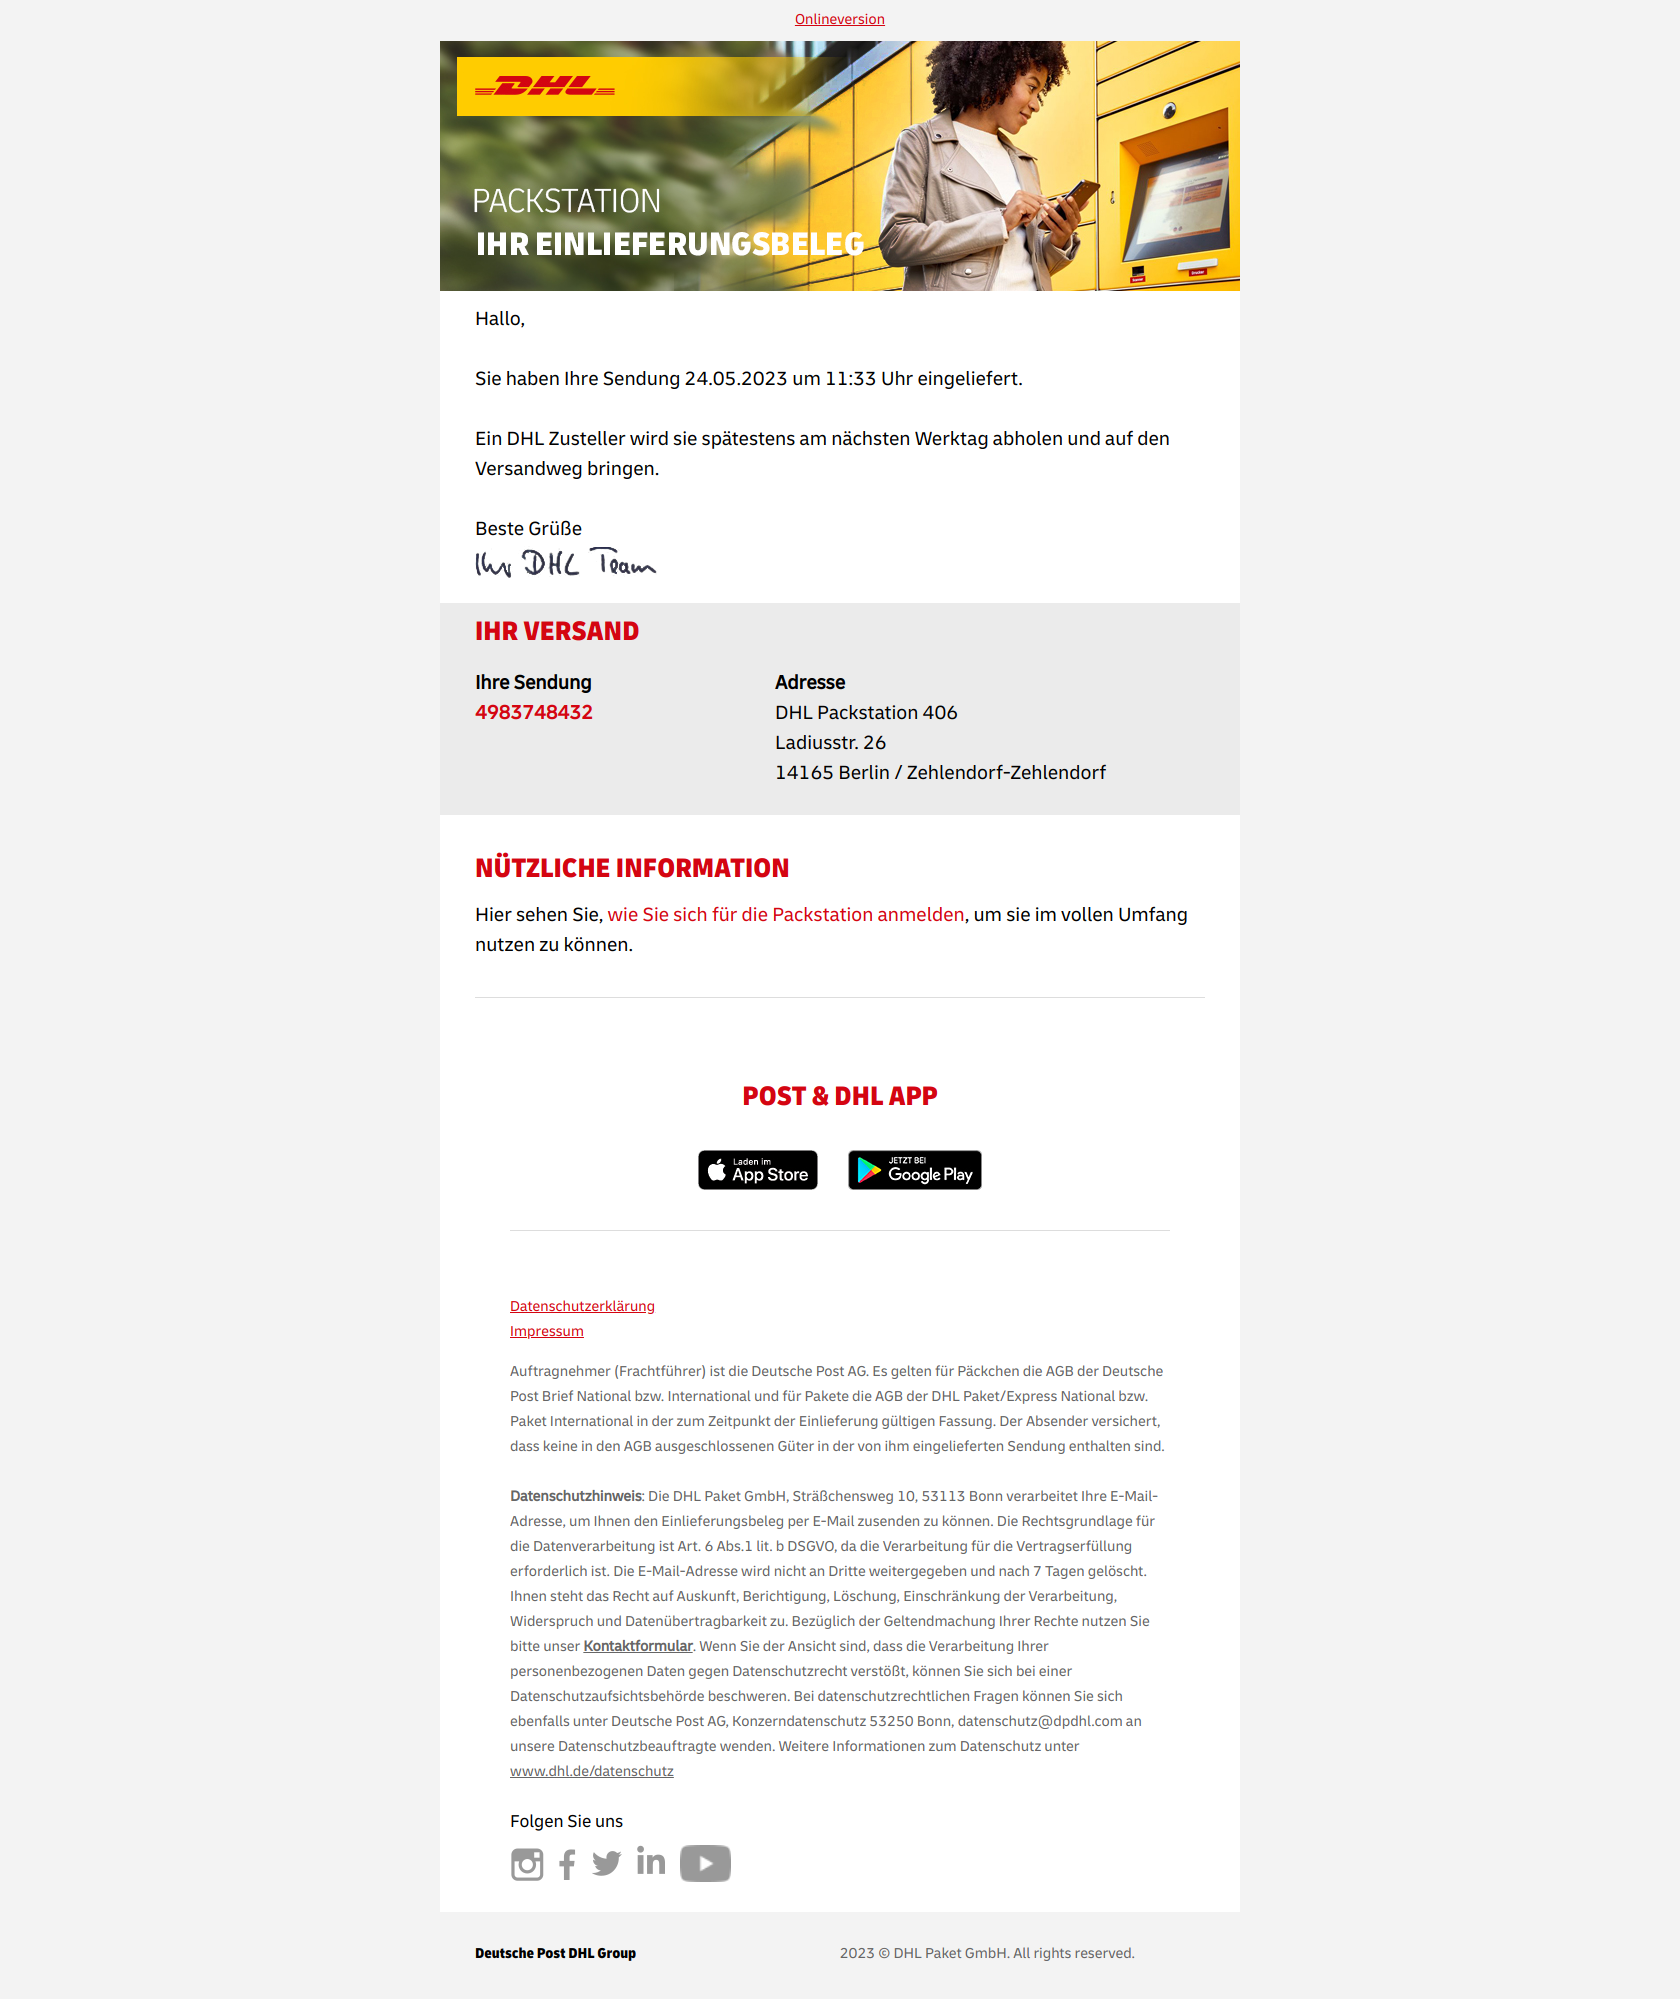 Onlineversion
DHL
PACKSTATION
IHR EINLIEFERUNGSBELEG
Hallo,
Sie haben Ihre Sendung 24.05.2023 um 11:33 Uhr eingeliefert.
Ein DHL Zusteller wird sie spätestens am nächsten Werktag abholen und auf den
Versandweg bringen.
Beste Grüße
Ihr DHL Team
IHR VERSAND
Ihre Sendung
4983748432
Adresse
DHL Packstation 406
Ladiusstr. 26
14165 Berlin / Zehlendorf-Zehlendorf
NÜTZLICHE INFORMATION
Hier sehen Sie, wie Sie sich für die Packstation anmelden, um sie im vollen Umfang
nutzen zu können.
POST & DHL APP
Laden im
App Store
JETZT BEI
Google Play
Datenschutzerklärung
Impressum
Auftragnehmer (Frachtführer) ist die Deutsche Post AG. Es gelten für Päckchen die AGB der Deutsche
Post Brief National bzw. International und für Pakete die AGB der DHL Paket/Express National bzw.
Paket International in der zum Zeitpunkt der Einlieferung gültigen Fassung. Der Absender versichert,
dass keine in den AGB ausgeschlossenen Güter in der von ihm eingelieferten Sendung enthalten sind.
Datenschutzhinweis: Die DHL Paket GmbH, Sträßchensweg 10, 53113 Bonn verarbeitet Ihre E-Mail-
Adresse, um Ihnen den Einlieferungsbeleg per E-Mail zusenden zu können. Die Rechtsgrundlage für
die Datenverarbeitung ist Art. 6 Abs.1 lit. b DSGVO, da die Verarbeitung für die Vertragserfüllung
erforderlich ist. Die E-Mail-Adresse wird nicht an Dritte weitergegeben und nach 7 Tagen gelöscht.
Ihnen steht das Recht auf Auskunft, Berichtigung, Löschung, Einschränkung der Verarbeitung,
Widerspruch und Datenübertragbarkeit zu. Bezüglich der Geltendmachung Ihrer Rechte nutzen Sie
bitte unser Kontaktformular. Wenn Sie der Ansicht sind, dass die Verarbeitung Ihrer
personenbezogenen Daten gegen Datenschutzrecht verstößt, können Sie sich bei einer
Datenschutzaufsichtsbehörde beschweren. Bei datenschutzrechtlichen Fragen können Sie sich
ebenfalls unter Deutsche Post AG, Konzerndatenschutz 53250 Bonn, datenschutz@dpdhl.com an
unsere Datenschutzbeauftragte wenden. Weitere Informationen zum Datenschutz unter
www.dhl.de/datenschutz
Folgen Sie uns
in
Deutsche Post DHL Group
2023 © DHL Paket GmbH. All rights reserved.